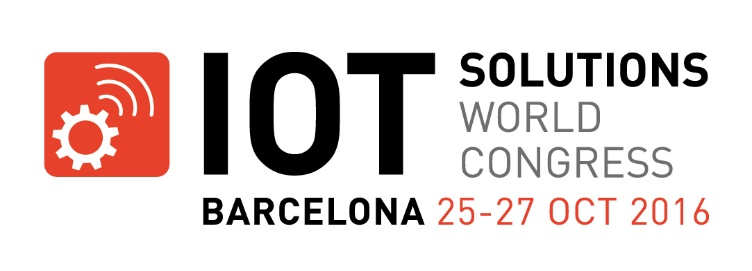 IOT SOLUTIONS
WORLD
CONGRESS
BARCELONA 25-27 OCT 2016